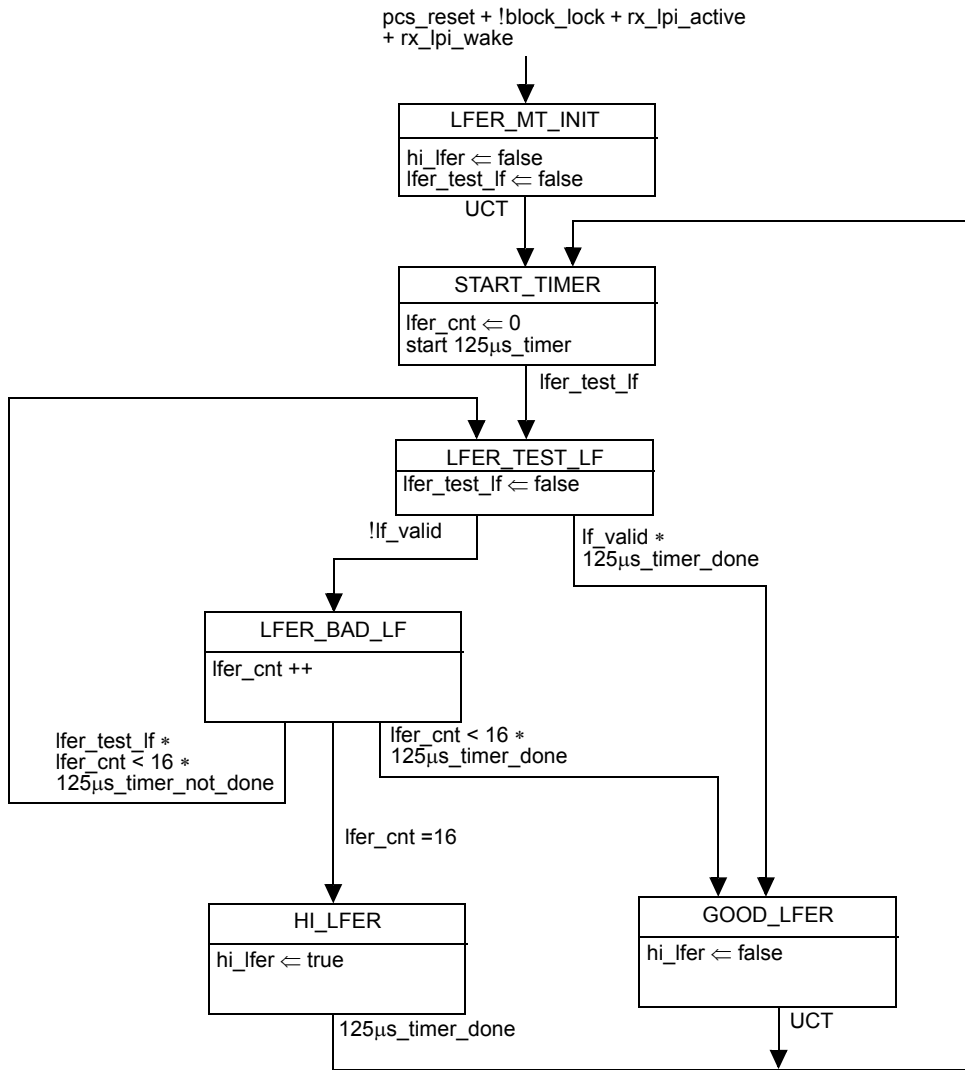 pcs_reset + !block_lock + rx_lpi_active
+ rx_lpi_wake
LFER_MT_INIT
hi_lfer ⇐ false
lfer_test_lf ⇐ false
UCT
START_TIMER
lfer_cnt ⇐ 0
start 125μs_timer
lfer_test_lf
LFER_TEST_LF
lfer_test_lf ⇐ false
!lf_valid
lf_valid *
125μs_timer_done
LFER_BAD_LF
lfer_cnt ++
lfer_test_lf *
lfer_cnt < 16 *
125μs_timer_not_done
lfer_cnt < 16 *
125μs_timer_done
lfer_cnt =16
HI_LFER
hi_lfer ⇐ true
125μs_timer_done
GOOD_LFER
hi_lfer ⇐ false
UCT